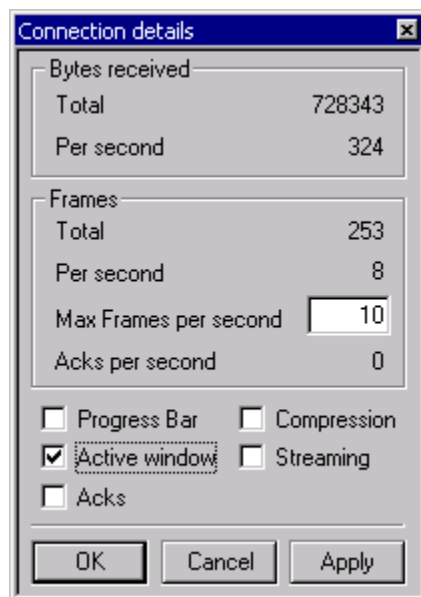 Connection details
Bytes received
Total 728343
Per second 324
Frames
Total 253
Per second 8
Max Frames per second 10
Acks per second 0
Progress Bar Compression
Active window Streaming
Acks
OK Cancel Apply